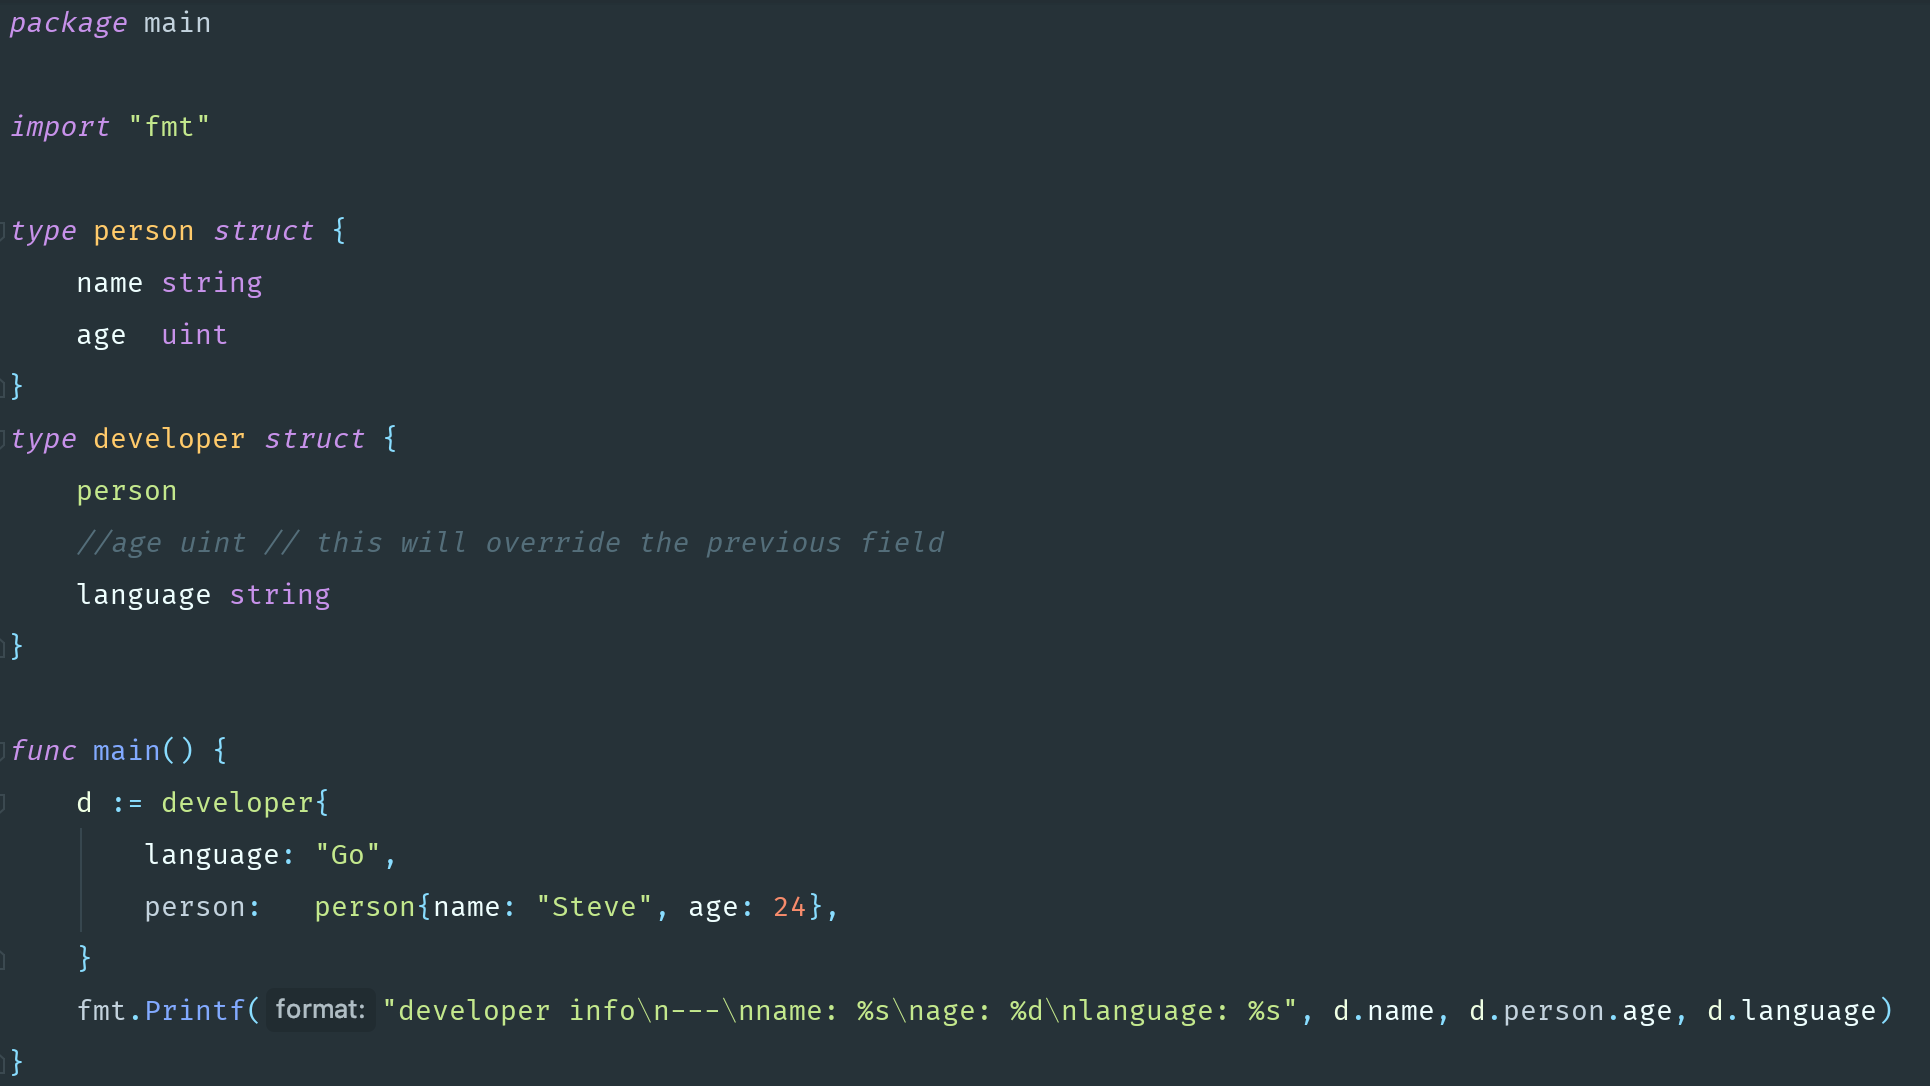 package main
import "fmt"
type person struct {
    name string
    age  uint
}
type developer struct {
    person
    //age uint // this will override the previous field
    language string
}
func main() {
    d := developer{
        language: "Go",
        person:   person{name: "Steve", age: 24},
    }
    fmt.Printf( format: "developer info\n---\nname: %s\nage: %d\nlanguage: %s", d.name, d.person.age, d.language)
}